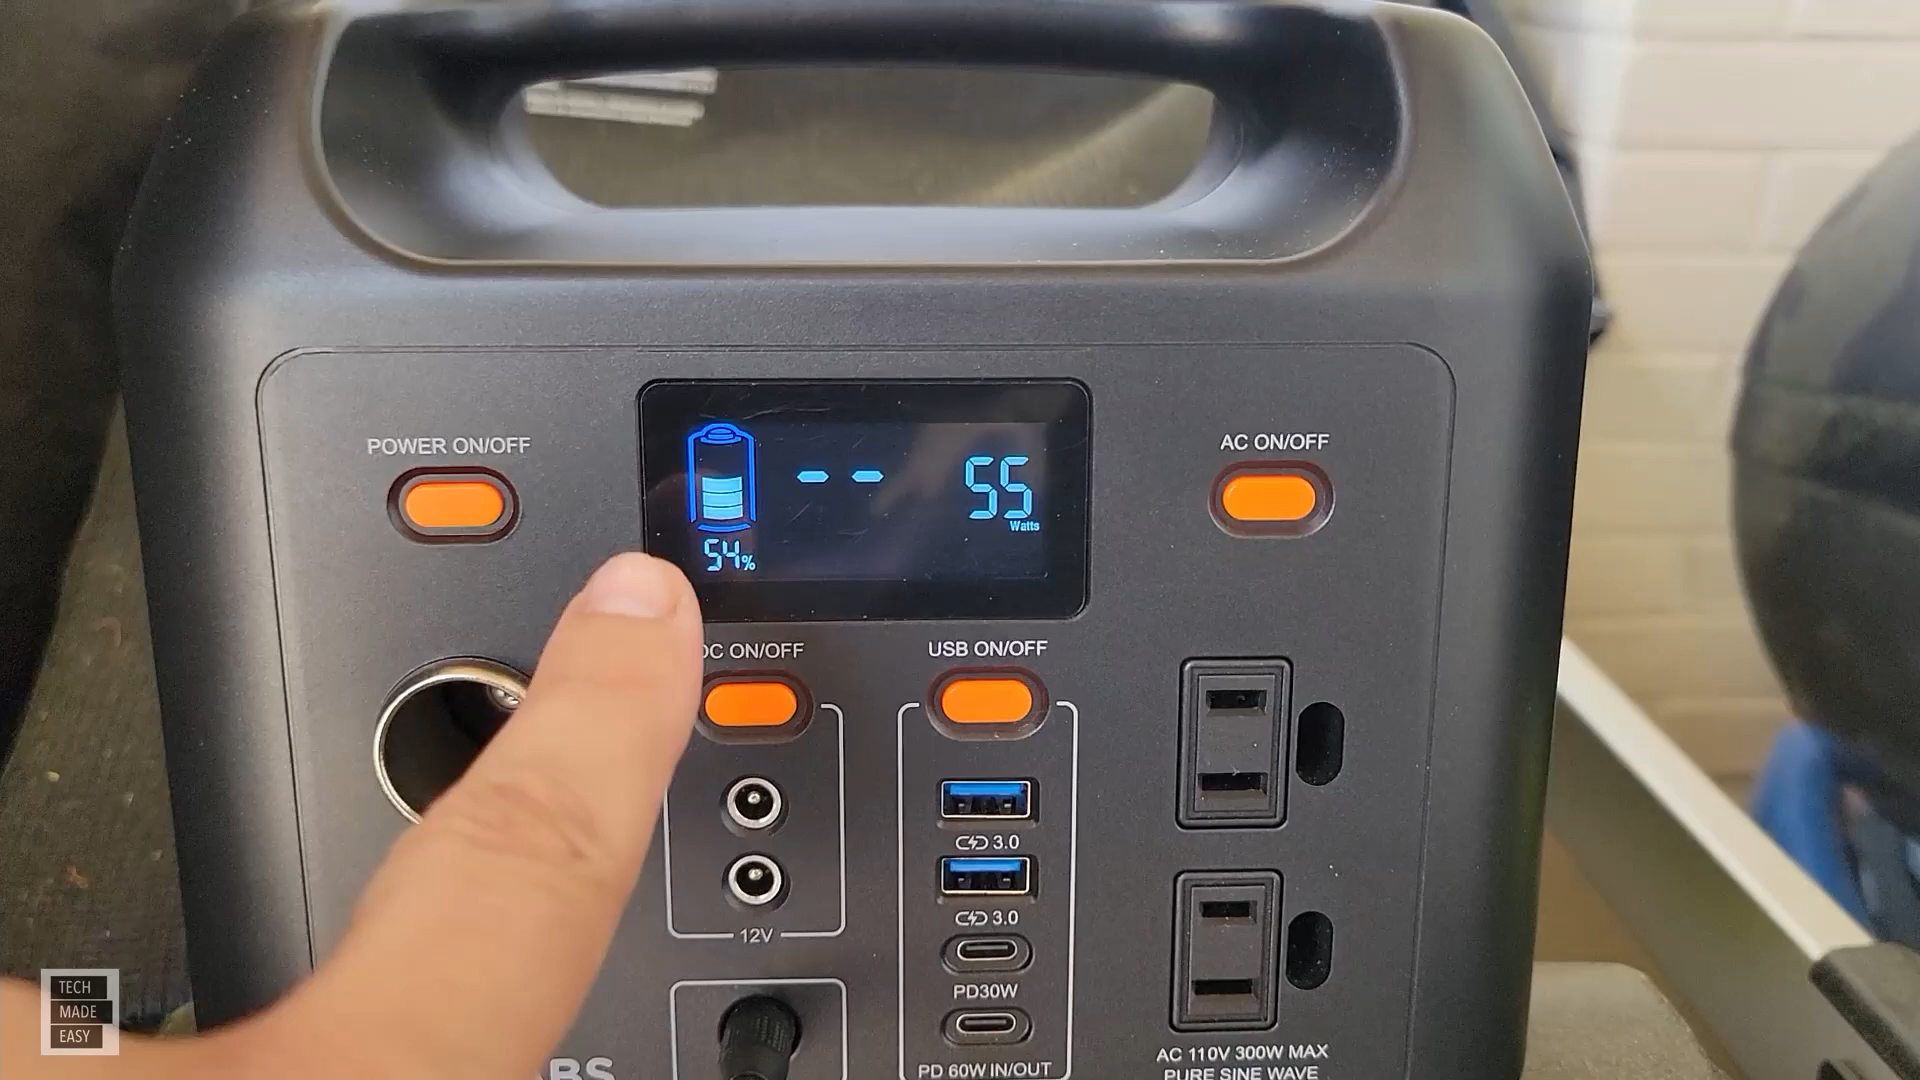 POWER ON/OFF
-- 55
Watts
54%
AC ON/OFF
DC ON/OFF
USB ON/OFF
3.0
3.0
12V
PD30W
PD 60W IN/OUT
AC 110V 300W MAX
PURE SINE WAVE
TECH
MADE
EASY